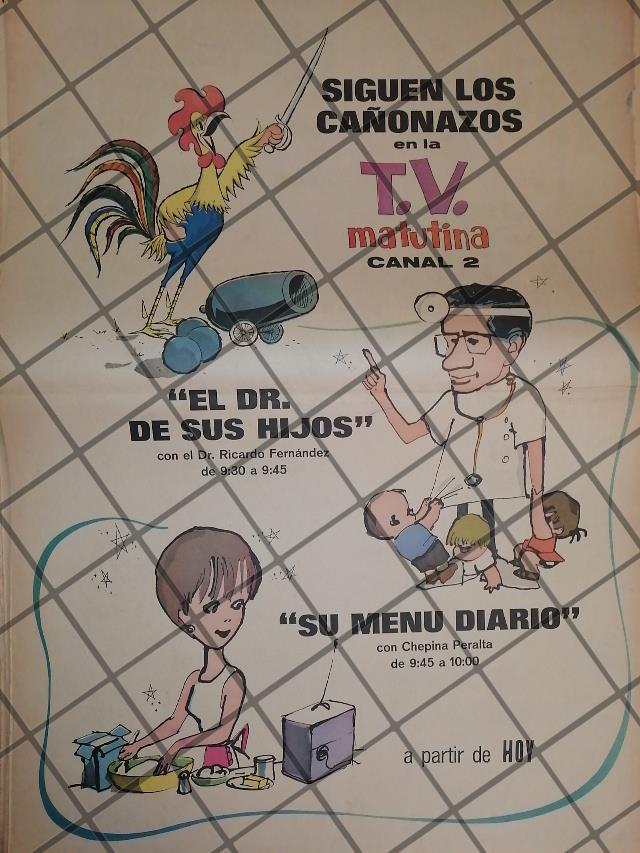 SIGUEN LOS
CAÑONAZOS
en la
T.V.
matutina
CANAL 2
“EL DR.
DE SUS HIJOS”
con el Dr. Ricardo Fernández
de 9:30 a 9:45
“SU MENU DIARIO”
con Chepina Peralta
de 9:45 a 10:00
a partir de HOY